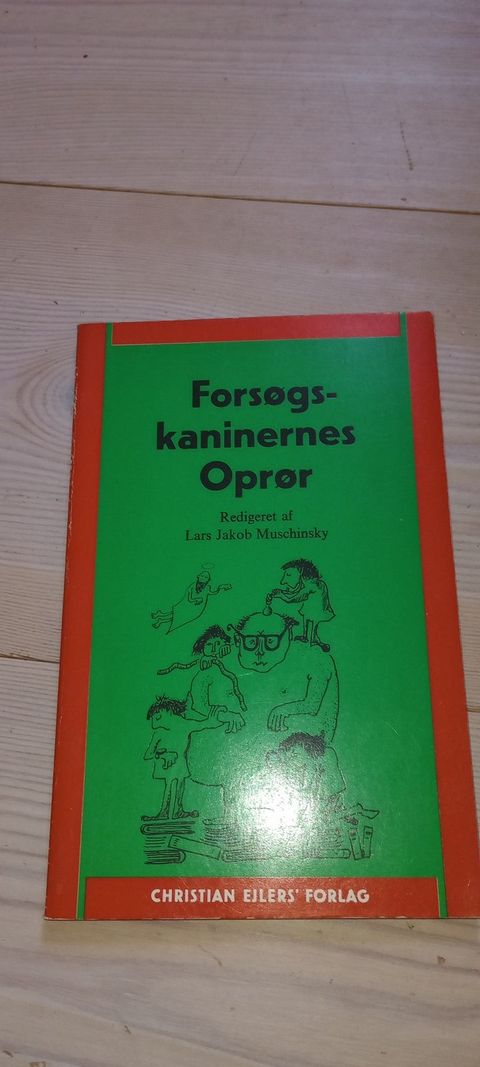 Forsøgs-
kaninernes
Oprør
Redigeret af
Lars Jakob Muschinsky
CHRISTIAN EJLERS' FORLAG